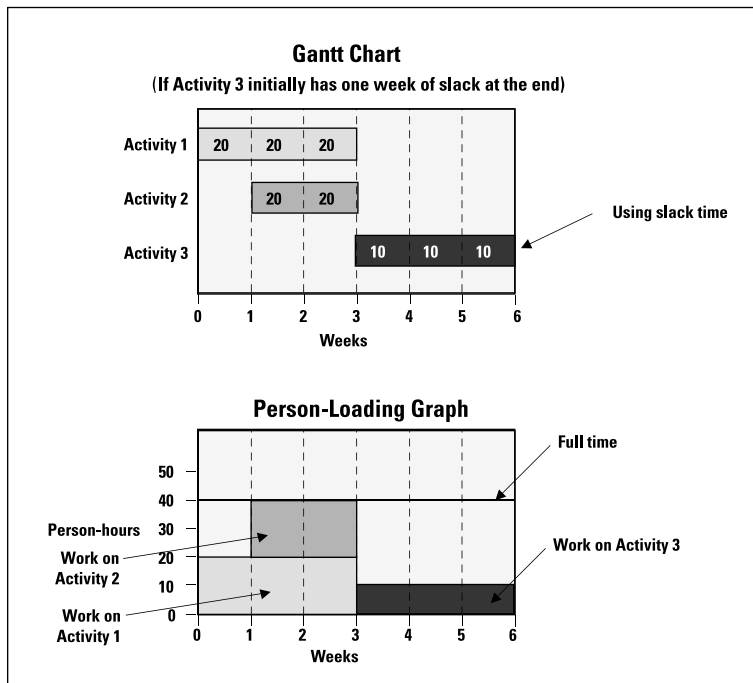 Gantt Chart
(If Activity 3 initially has one week of slack at the end)
Activity 1 20 20 20
Activity 2 20 20
Using slack time
Activity 3 10 10 10
0 1 2 3 4 5 6
Weeks
Person-Loading Graph
Full time
50
40
Person-hours 30
Work on
Activity 2
20
Work on Activity 3
10
Work on
Activity 1
0
0 1 2 3 4 5 6
Weeks